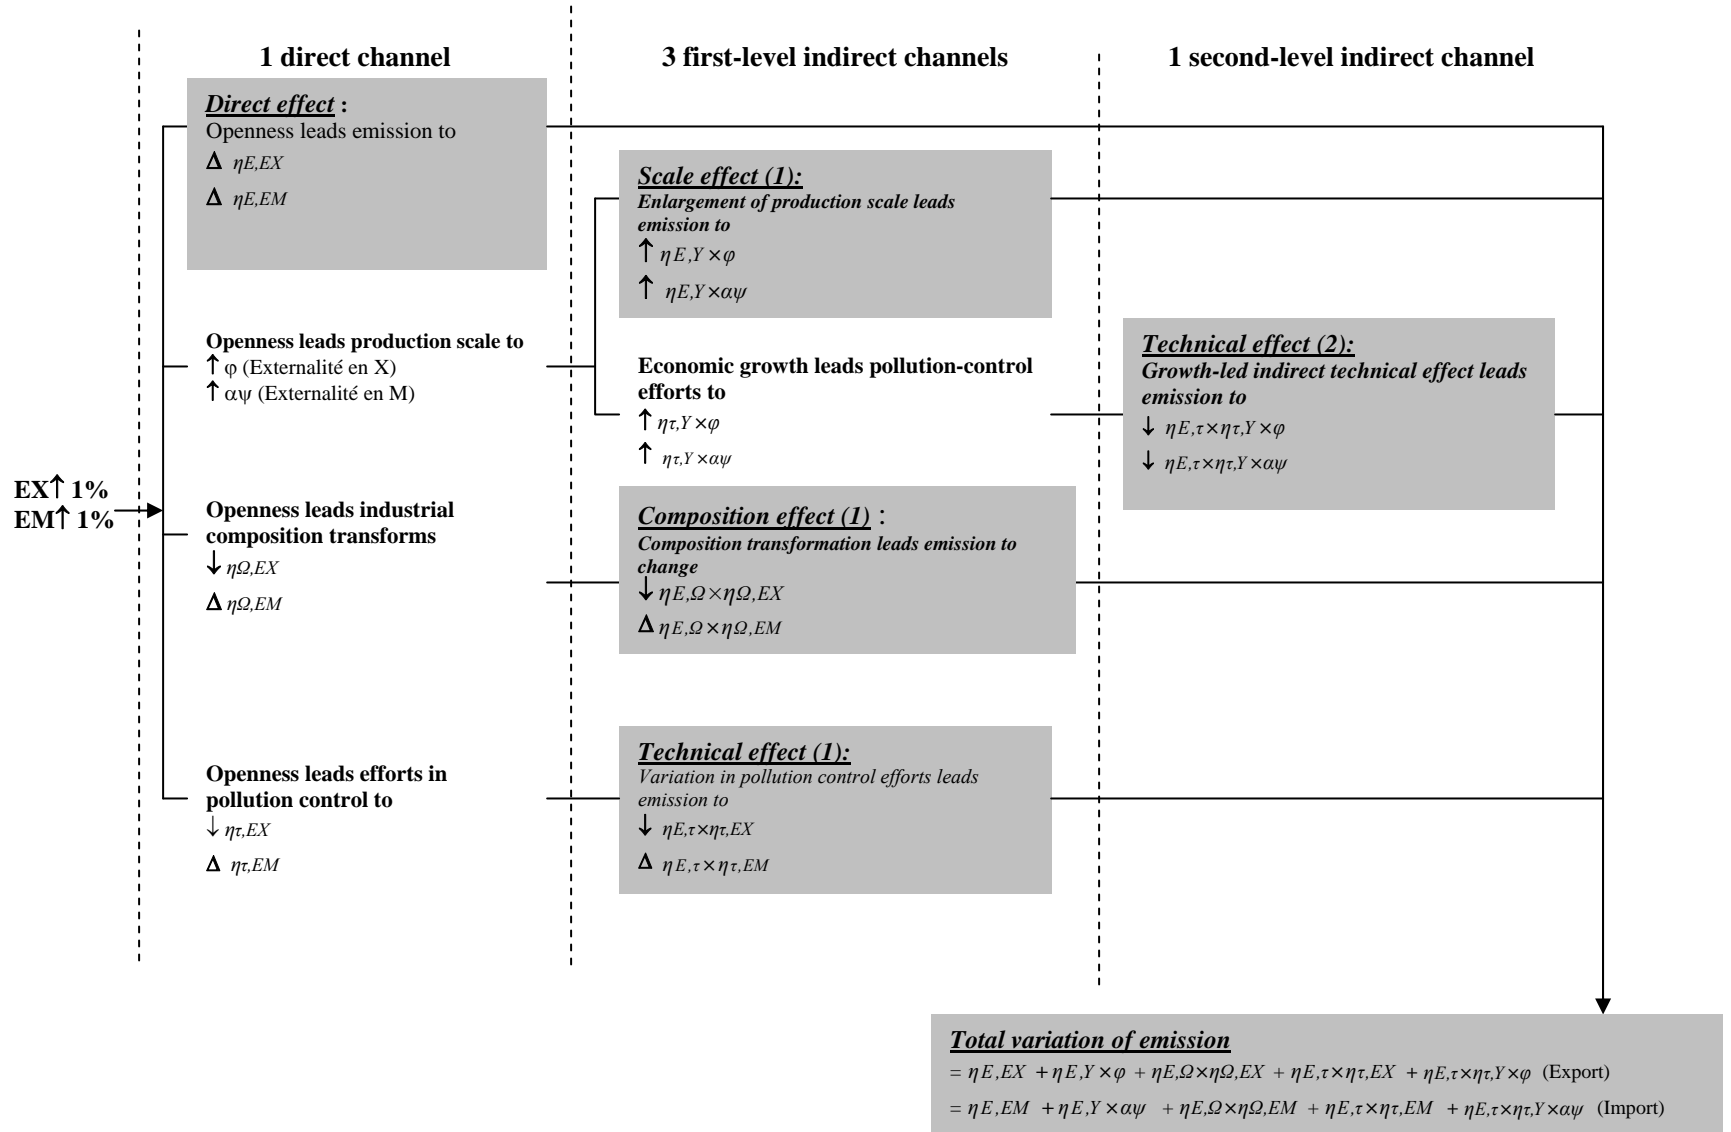 1 direct channel
3 first-level indirect channels
1 second-level indirect channel
Direct effect :
Openness leads emission to
Δ ηE,EX
Δ ηE,EM
Scale effect (1):
Enlargement of production scale leads
emission to
↑ ηE,Y×φ
↑ ηE,Y×αψ
Openness leads production scale to
↑ φ (Externalité en X)
↑ αψ (Externalité en M)
Economic growth leads pollution-control
efforts to
↑ ητ,Y×φ
↑ ητ,Y×αψ
Technical effect (2):
Growth-led indirect technical effect leads
emission to
↓ ηE,τ×ητ,Y×φ
↓ ηE,τ×ητ,Y×αψ
EX↑ 1%
EM↑ 1%
Openness leads industrial
composition transforms
↓ ηΩ,EX
Δ ηΩ,EM
Composition effect (1) :
Composition transformation leads emission to
change
↓ ηE,Ω×ηΩ,EX
Δ ηE,Ω×ηΩ,EM
Openness leads efforts in
pollution control to
↓ ητ,EX
Δ ητ,EM
Technical effect (1):
Variation in pollution control efforts leads
emission to
↓ ηE,τ×ητ,EX
Δ ηE,τ×ητ,EM
Total variation of emission
= ηE,EX + ηE,Y×φ + ηE,Ω×ηΩ,EX + ηE,τ×ητ,EX + ηE,τ×ητ,Y×φ (Export)
= ηE,EM + ηE,Y×αψ + ηE,Ω×ηΩ,EM + ηE,τ×ητ,EM + ηE,τ×ητ,Y×αψ (Import)